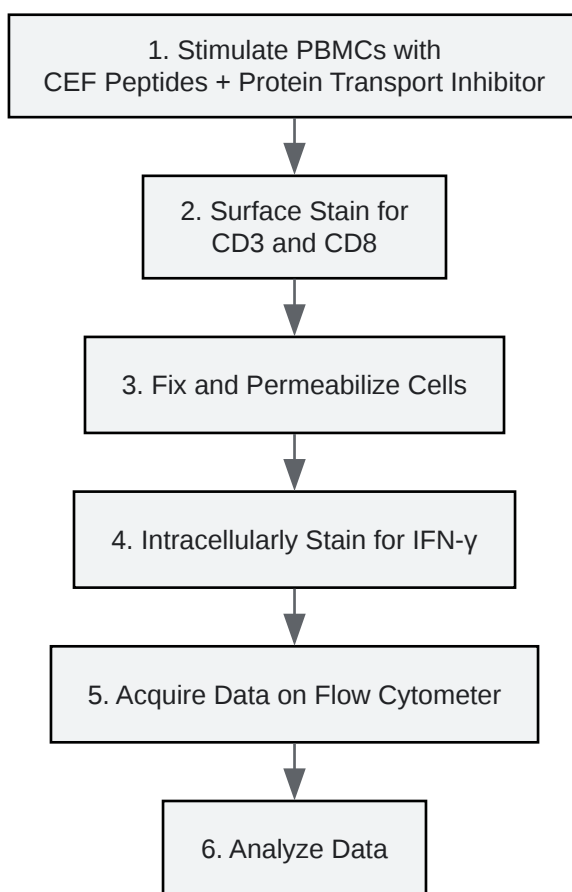 1. Stimulate PBMCs with
CEF Peptides + Protein Transport Inhibitor
2. Surface Stain for
CD3 and CD8
3. Fix and Permeabilize Cells
4. Intracellularly Stain for IFN-γ
5. Acquire Data on Flow Cytometer
6. Analyze Data